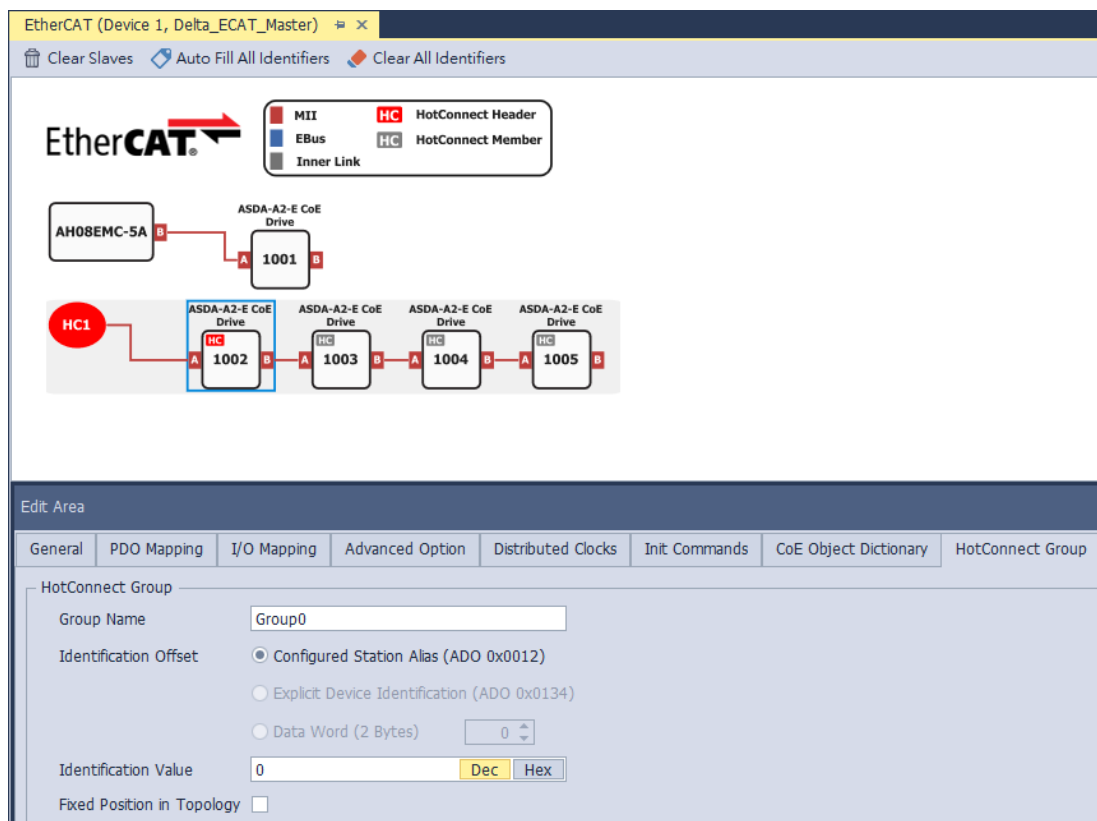 EtherCAT (Device 1, Delta_ECAT_Master)
Clear Slaves Auto Fill All Identifiers Clear All Identifiers
EtherCAT®
MII HC HotConnect Header
EBus HC HotConnect Member
Inner Link
ASDA-A2-E CoE
Drive
AH08EMC-5A B
A 1001 B
ASDA-A2-E CoE ASDA-A2-E CoE ASDA-A2-E CoE ASDA-A2-E CoE
Drive Drive Drive Drive
HC1
HC HC HC HC
A 1002 B A 1003 B A 1004 B A 1005 B
Edit Area
General PDO Mapping I/O Mapping Advanced Option Distributed Clocks Init Commands CoE Object Dictionary HotConnect Group
HotConnect Group
Group Name Group0
Identification Offset Configured Station Alias (ADO 0x0012)
Explicit Device Identification (ADO 0x0134)
Data Word (2 Bytes) 0
Identification Value 0 Dec Hex
Fixed Position in Topology